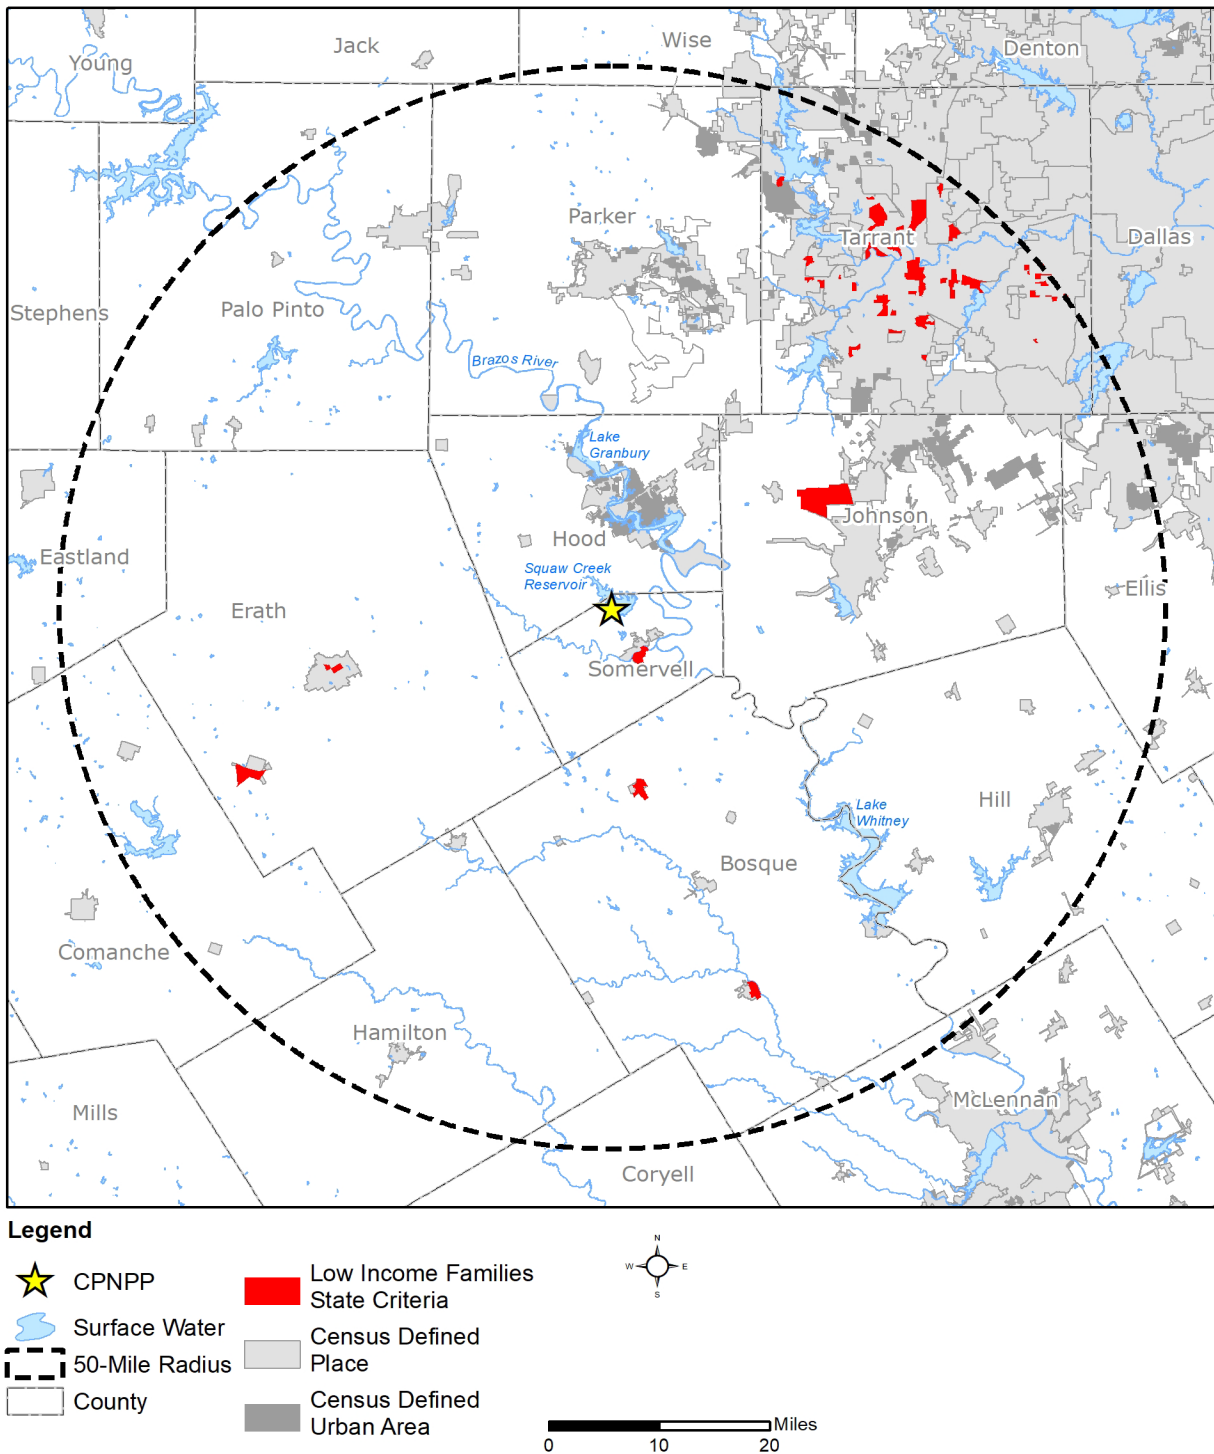 Jack
Wise
Denton
Young
Parker
Tarrant
Dallas
Stephens
Palo Pinto
Brazos River
Lake
Granbury
Johnson
Hood
Eastland
Squaw Creek
Reservoir
Ellis
Erath
Somervell
Hill
Lake
Whitney
Bosque
Comanche
Hamilton
Mills
McLennan
Coryell
Legend
CPNPP
Surface Water
50-Mile Radius
County
Low Income Families
State Criteria
Census Defined
Place
Census Defined
Urban Area
N
W
E
S
Miles
0
10
20